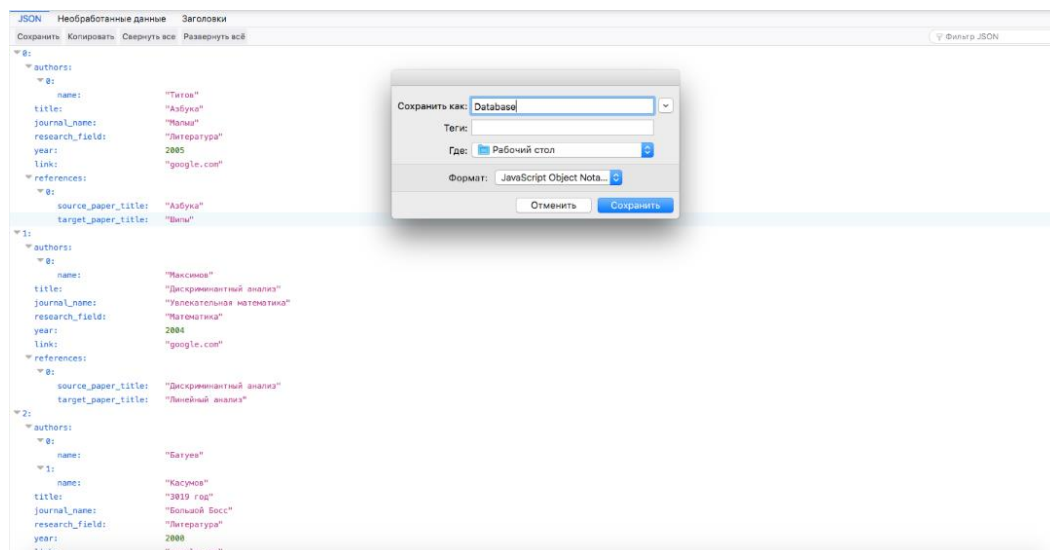 JSON Необработанные данные Заголовки
Сохранить Копировать Свернуть все Развернуть всё Фильтр JSON
0:
authors:
0:
name: "Титов"
title: "Азбука"
journal_name: "Малыш"
research_field: "Литература"
year: 2005
link: "google.com"
references:
0:
source_paper_title: "Азбука"
target_paper_title: "Вилы"
1:
authors:
0:
name: "Максимов"
title: "Дискриминантный анализ"
journal_name: "Увлекательная математика"
research_field: "Математика"
year: 2004
link: "google.com"
references:
0:
source_paper_title: "Дискриминантный анализ"
target_paper_title: "Линейный анализ"
2:
authors:
0:
name: "Батуев"
1:
name: "Касумов"
title: "3019 год"
journal_name: "Большой Босс"
research_field: "Литература"
year: 2000
Сохранить как: Database
Теги:
Где: Рабочий стол
Формат: JavaScript Object Nota...
Отменить Сохранить